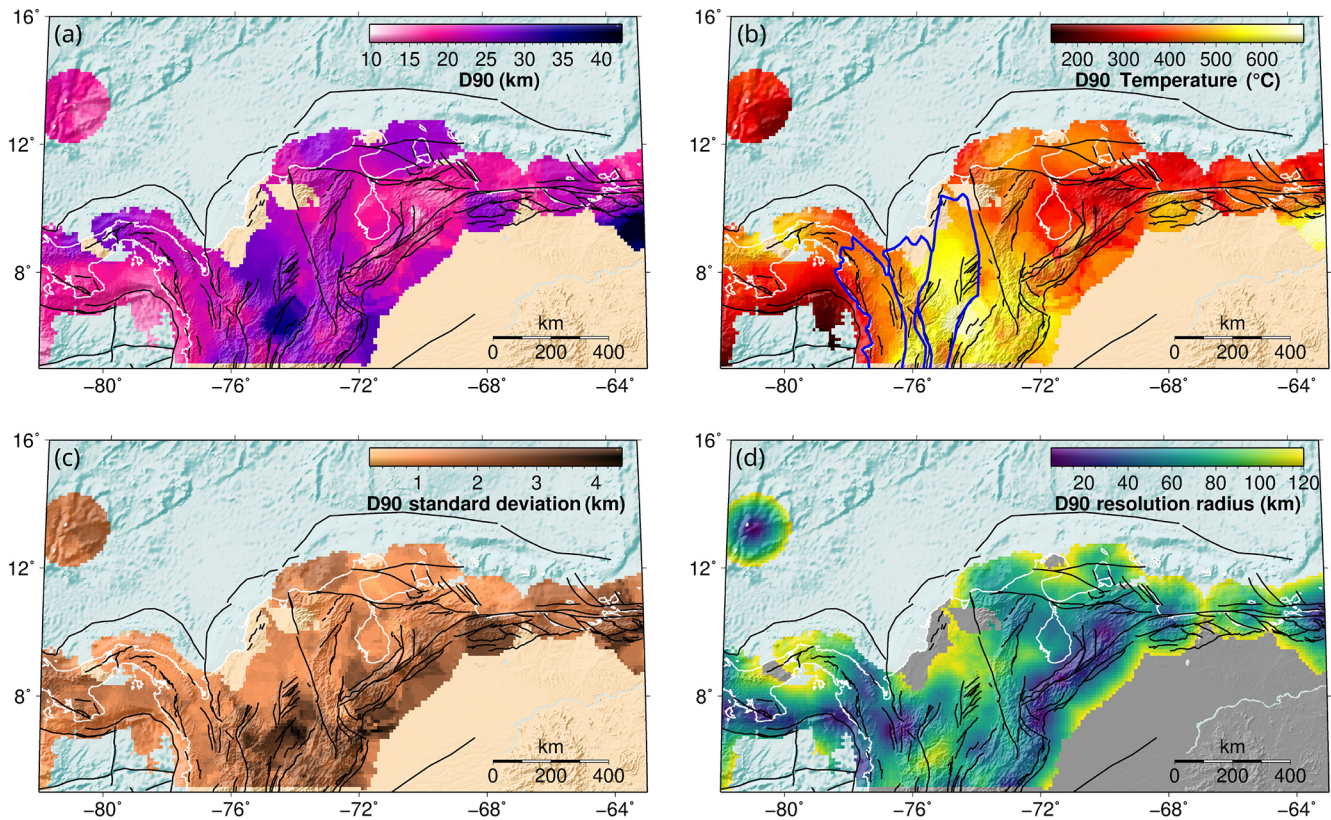 (a)
10 15 20 25 30 35 40
D90 (km)
16°
12°
8°
km
0 200 400
−80 −76 −72 −68 −64
(b)
200 300 400 500 600
D90 Temperature (°C)
16°
12°
8°
km
0 200 400
−80 −76 −72 −68 −64
(c)
1 2 3 4
D90 standard deviation (km)
16°
12°
8°
km
0 200 400
−80 −76 −72 −68 −64
(d)
20 40 60 80 100 120
D90 resolution radius (km)
16°
12°
8°
km
0 200 400
−80 −76 −72 −68 −64